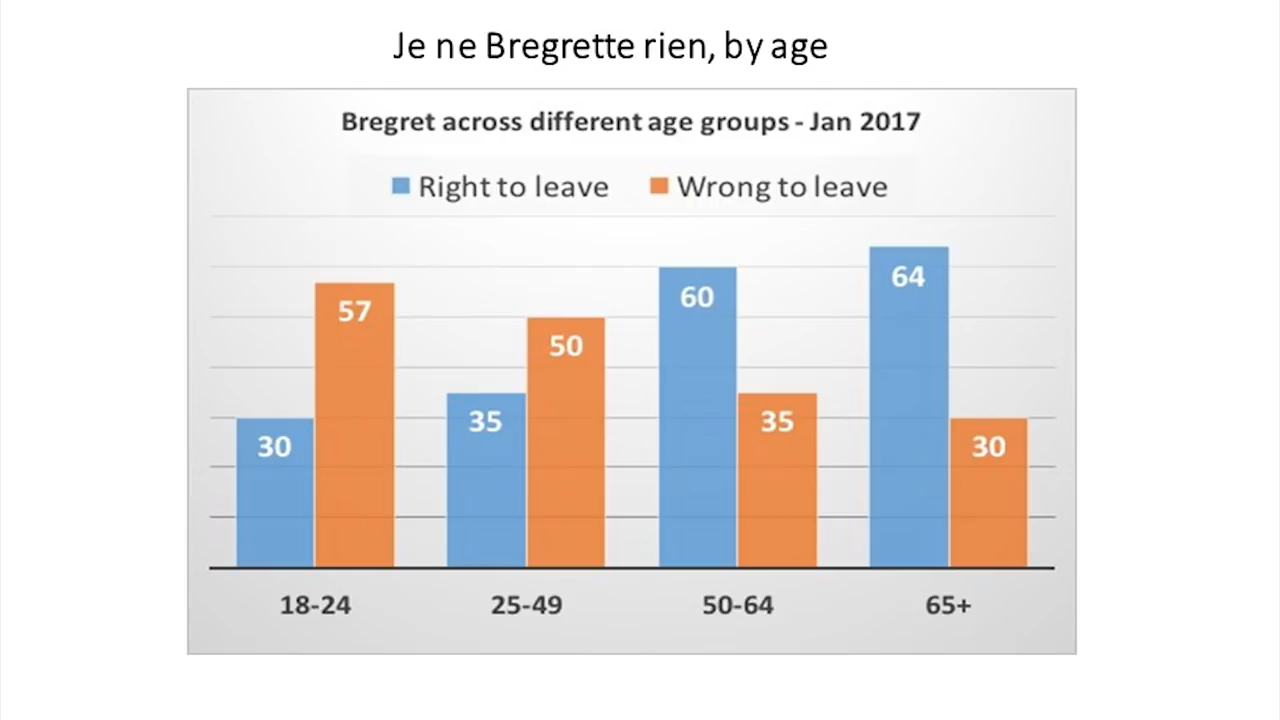 Je ne Bregrette rien, by age
Bregret across different age groups - Jan 2017
Right to leave Wrong to leave
30 57 35 50 60 35 64 30
18-24 25-49 50-64 65+